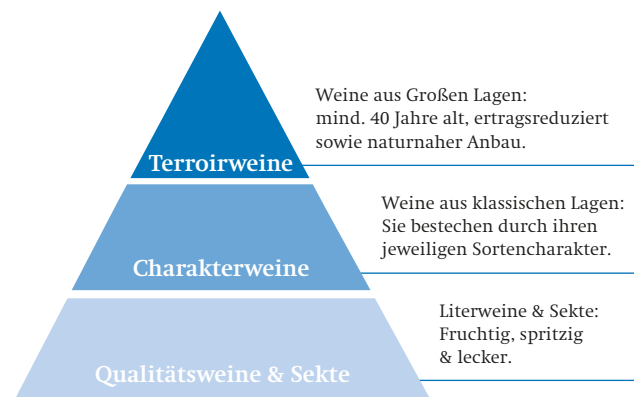 Weine aus Großen Lagen:
mind. 40 Jahre alt, ertragsreduziert
sowie naturnaher Anbau.
Terroirweine
Weine aus klassischen Lagen:
Sie bestechen durch ihren
jeweiligen Sortencharakter.
Charakterweine
Literweine & Sekte:
Fruchtig, spritzig
& lecker.
Qualitätsweine & Sekte